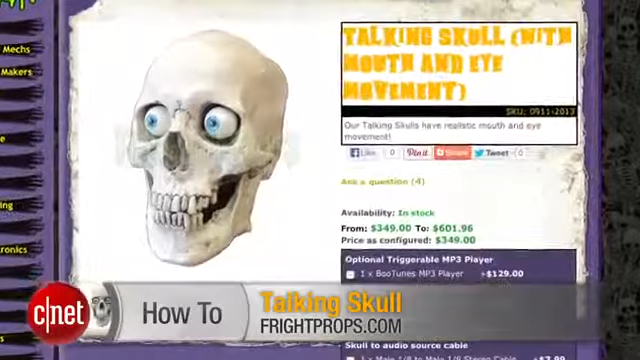 Mechs
Makers
TALKING SKULL (WITH
MOUTH AND EYE
MOVEMENT)
SKU: 0911-2013
Our Talking Skulls have realistic mouth and eye
movement!
Like 0 Pin it Share Tweet 0
Ask a question (4)
Availability: In stock
From: $349.00 To: $601.96
Price as configured: $349.00
Optional Triggerable MP3 Player
1 x BooTunes MP3 Player +$129.00
c|net How To
Talking Skull
FRIGHTPROPS.COM
Skull to audio source cable